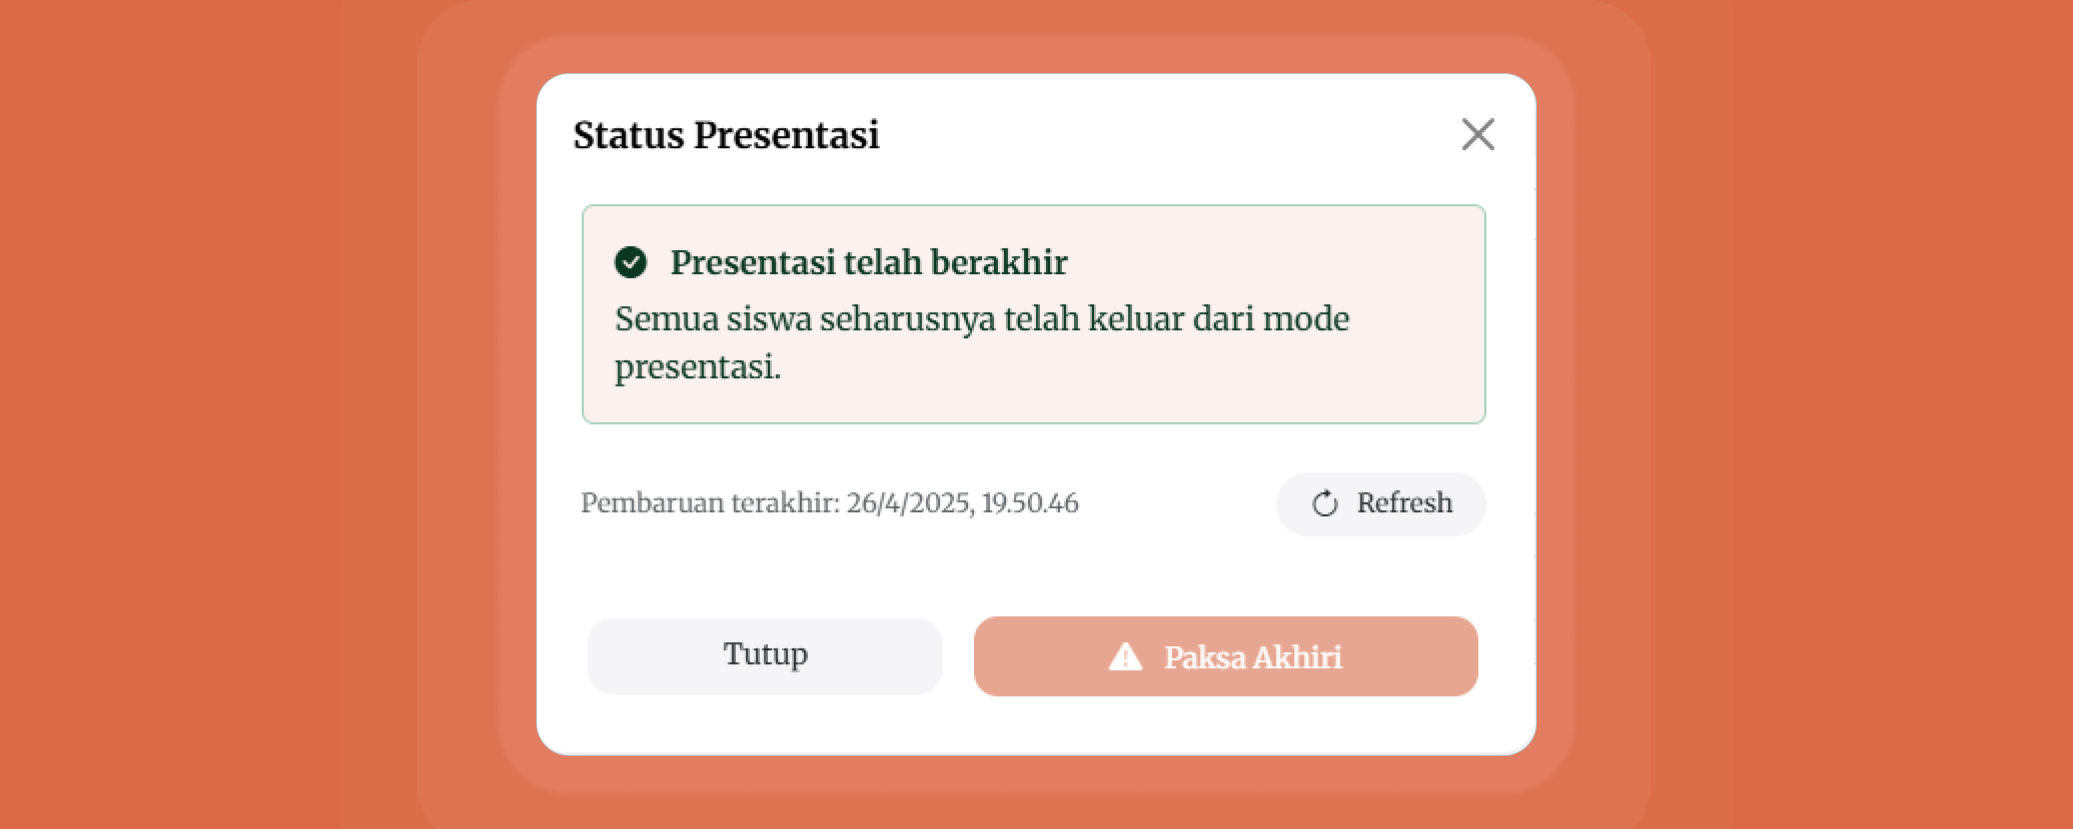 Status Presentasi
Presentasi telah berakhir
Semua siswa seharusnya telah keluar dari mode
presentasi.
Pembaruan terakhir: 26/4/2025, 19.50.46
Refresh
Tutup
Paksa Akhiri